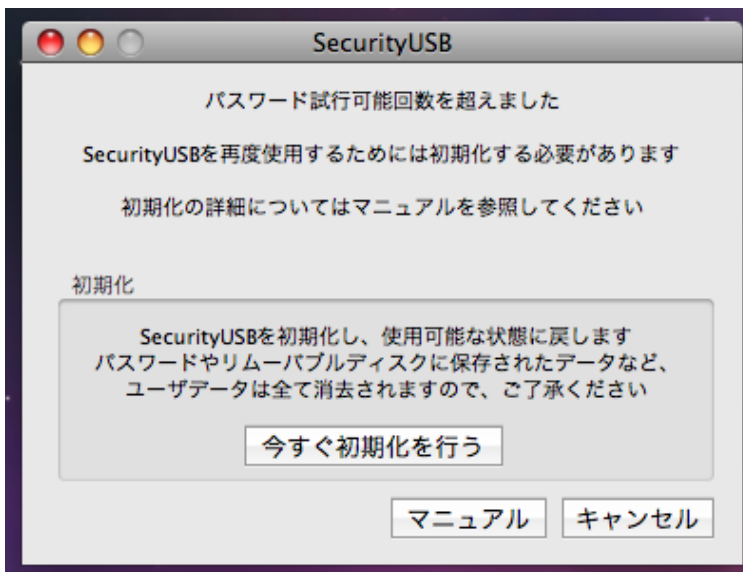 SecurityUSB
パスワード試行可能回数を超えました
SecurityUSBを再度使用するためには初期化する必要があります
初期化の詳細についてはマニュアルを参照してください
初期化
SecurityUSBを初期化し、使用可能な状態に戻します
パスワードやリムーバブルディスクに保存されたデータなど、
ユーザデータは全て消去されますので、ご了承ください
今すぐ初期化を行う
マニュアル
キャンセル